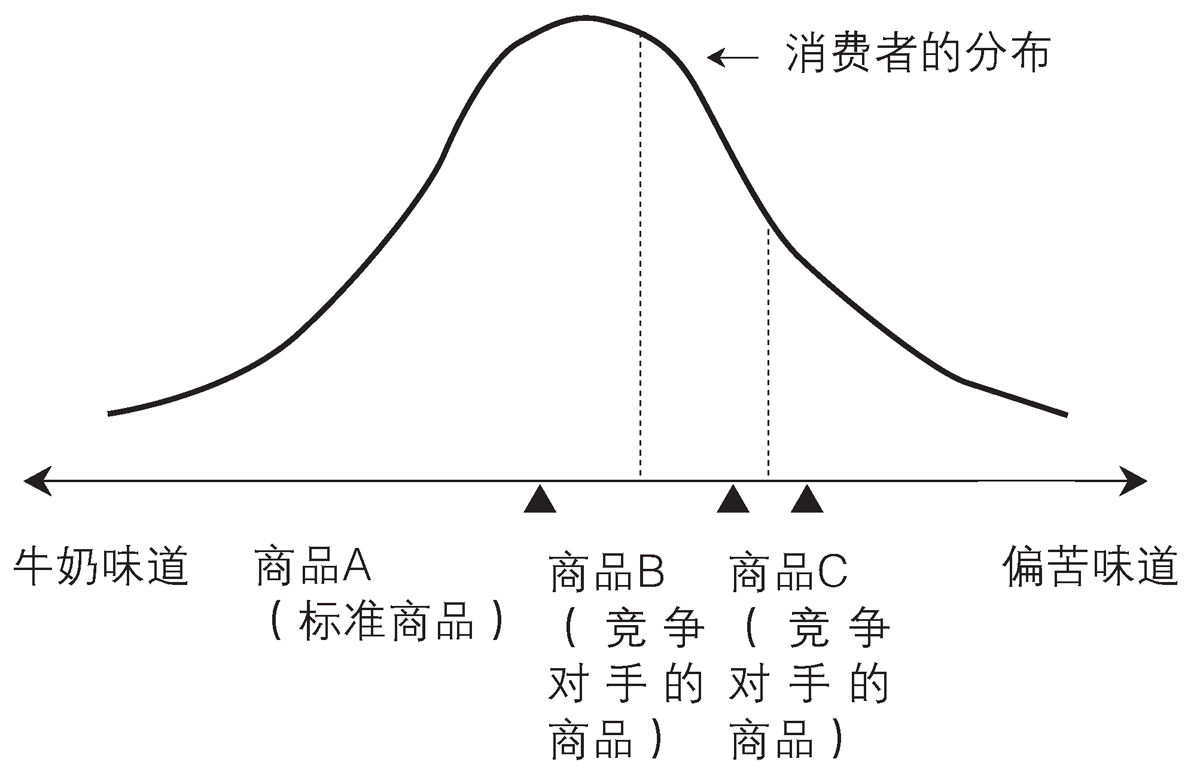 消费者的分布
牛奶味道
商品A
（标准商品）
商品B
（竞争
对手的
商品）
商品C
（竞争
对手的
商品）
偏苦味道